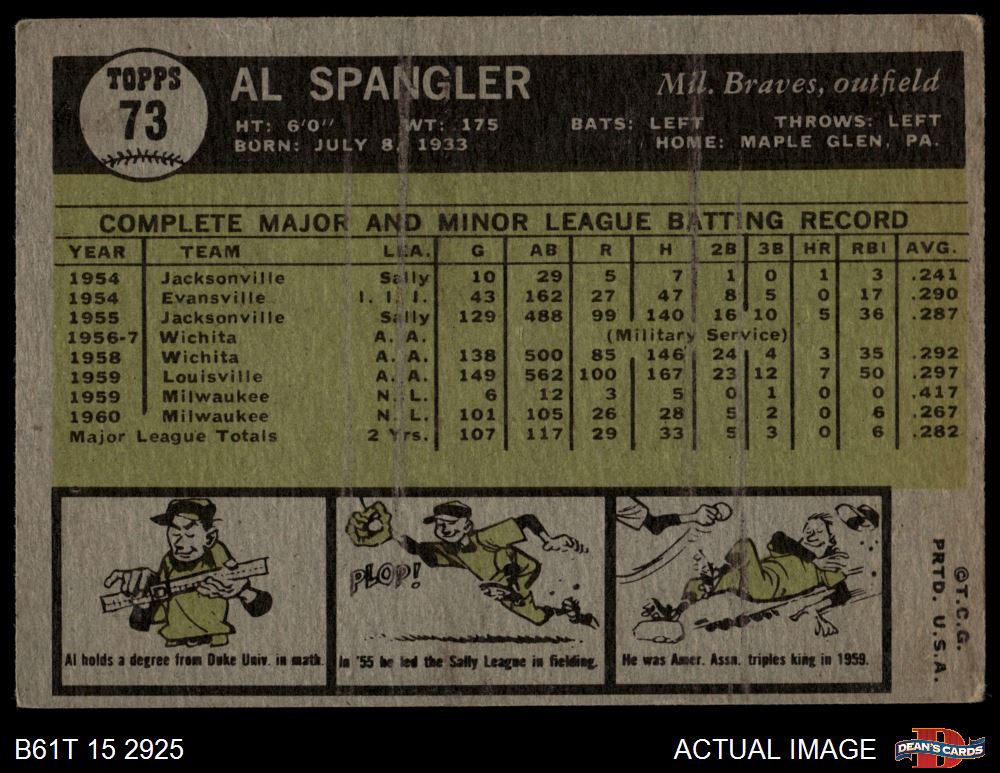 TOPPS
73
AL SPANGLER
Mil. Braves, outfield
HT: 6'0" WT: 175 BATS: LEFT THROWS: LEFT
BORN: JULY 8, 1933 HOME: MAPLE GLEN, PA.
COMPLETE MAJOR AND MINOR LEAGUE BATTING RECORD
YEAR TEAM LEA. G AB R H 2B 3B HR RBI AVG.
1954 Jacksonville Sally 10 29 5 7 1 0 1 3 .241
1954 Evansville I. I. I. 43 162 27 47 8 5 0 17 .290
1955 Jacksonville Sally 129 488 99 140 16 10 5 36 .287
1956-7 Wichita A. A. (Military Service)
1958 Wichita A. A. 138 500 85 146 24 4 3 35 .292
1959 Louisville A. A. 149 562 100 167 23 12 7 50 .297
1959 Milwaukee N. L. 6 12 3 5 0 1 0 0 .417
1960 Milwaukee N. L. 101 105 26 28 5 2 0 6 .267
Major League Totals 2 Yrs. 107 117 29 33 5 3 0 6 .282
PLOP!
Al holds a degree from Duke Univ. in math.
In '55 he led the Sally League in fielding.
He was Amer. Assn. triples king in 1959.
© T.C.G.
PRTD. U.S.A.
B61T 15 2925
ACTUAL IMAGE
D
DEAN'S CARDS